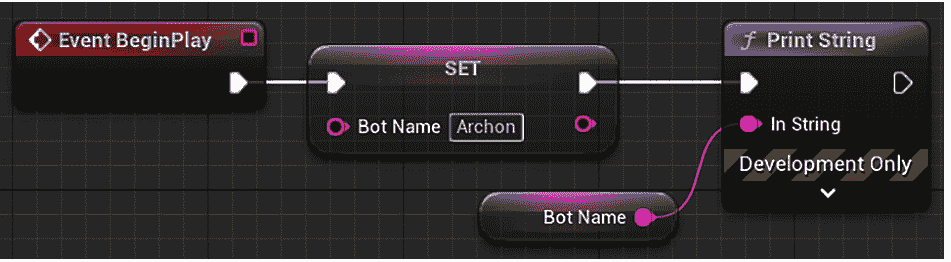 Event BeginPlay
SET
Bot Name Archon
f Print String
In String
Development Only
Bot Name